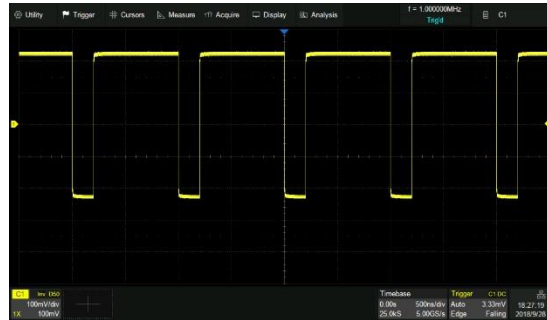 Utility Trigger Cursors Measure Acquire Display Analysis
f = 1.000000MHz
Trig'd
C1
C1 Inv D50
100mV/div
1X 100mV
Timebase
0.00s 500ns/div
25.0kS 5.00GS/s
Trigger C1 DC
Auto 3.33mV
Edge Falling
18:27:19
2018/9/28